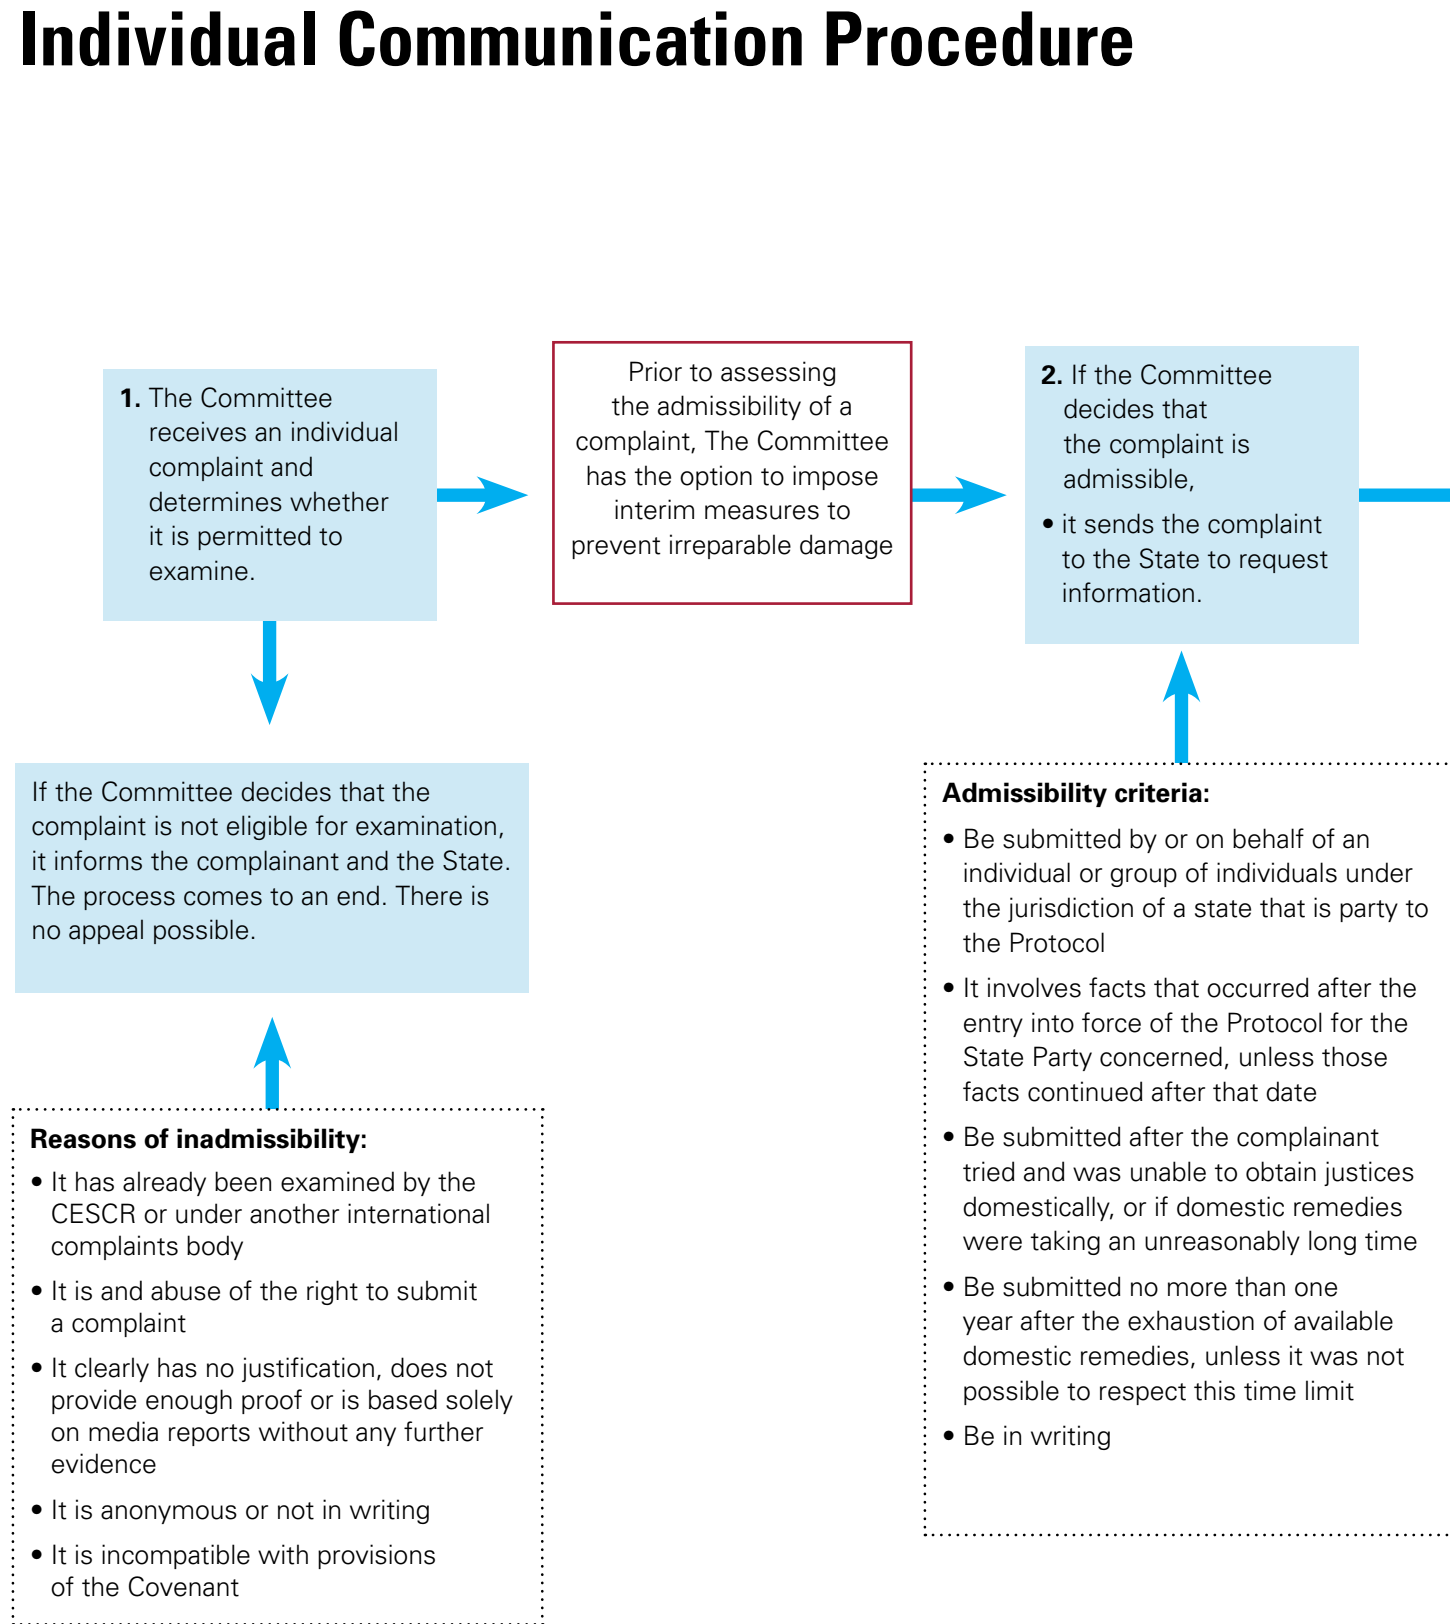 Individual Communication Procedure
1. The Committee
receives an individual
complaint and
determines whether
it is permitted to
examine.
Prior to assessing
the admissibility of a
complaint, The Committee
has the option to impose
interim measures to
prevent irreparable damage
2. If the Committee
decides that
the complaint is
admissible,
• it sends the complaint
to the State to request
information.
If the Committee decides that the
complaint is not eligible for examination,
it informs the complainant and the State.
The process comes to an end. There is
no appeal possible.
Reasons of inadmissibility:
• It has already been examined by the
CESCR or under another international
complaints body
• It is and abuse of the right to submit
a complaint
• It clearly has no justification, does not
provide enough proof or is based solely
on media reports without any further
evidence
• It is anonymous or not in writing
• It is incompatible with provisions
of the Covenant
Admissibility criteria:
• Be submitted by or on behalf of an
individual or group of individuals under
the jurisdiction of a state that is party to
the Protocol
• It involves facts that occurred after the
entry into force of the Protocol for the
State Party concerned, unless those
facts continued after that date
• Be submitted after the complainant
tried and was unable to obtain justices
domestically, or if domestic remedies
were taking an unreasonably long time
• Be submitted no more than one
year after the exhaustion of available
domestic remedies, unless it was not
possible to respect this time limit
• Be in writing